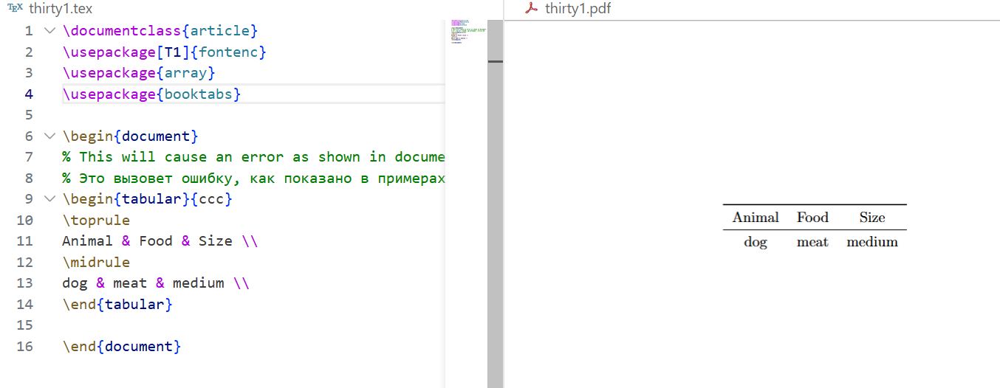 thirty1.tex
1 \documentclass{article}
2 \usepackage[T1]{fontenc}
3 \usepackage{array}
4 \usepackage{booktabs}
5
6 \begin{document}
7 % This will cause an error as shown in docume
8 % Это вызовет ошибку, как показано в примерах
9 \begin{tabular}{ccc}
10 \toprule
11 Animal & Food & Size \\
12 \midrule
13 dog & meat & medium \\
14 \end{tabular}
15
16 \end{document}
thirty1.pdf
Animal Food Size
dog meat medium